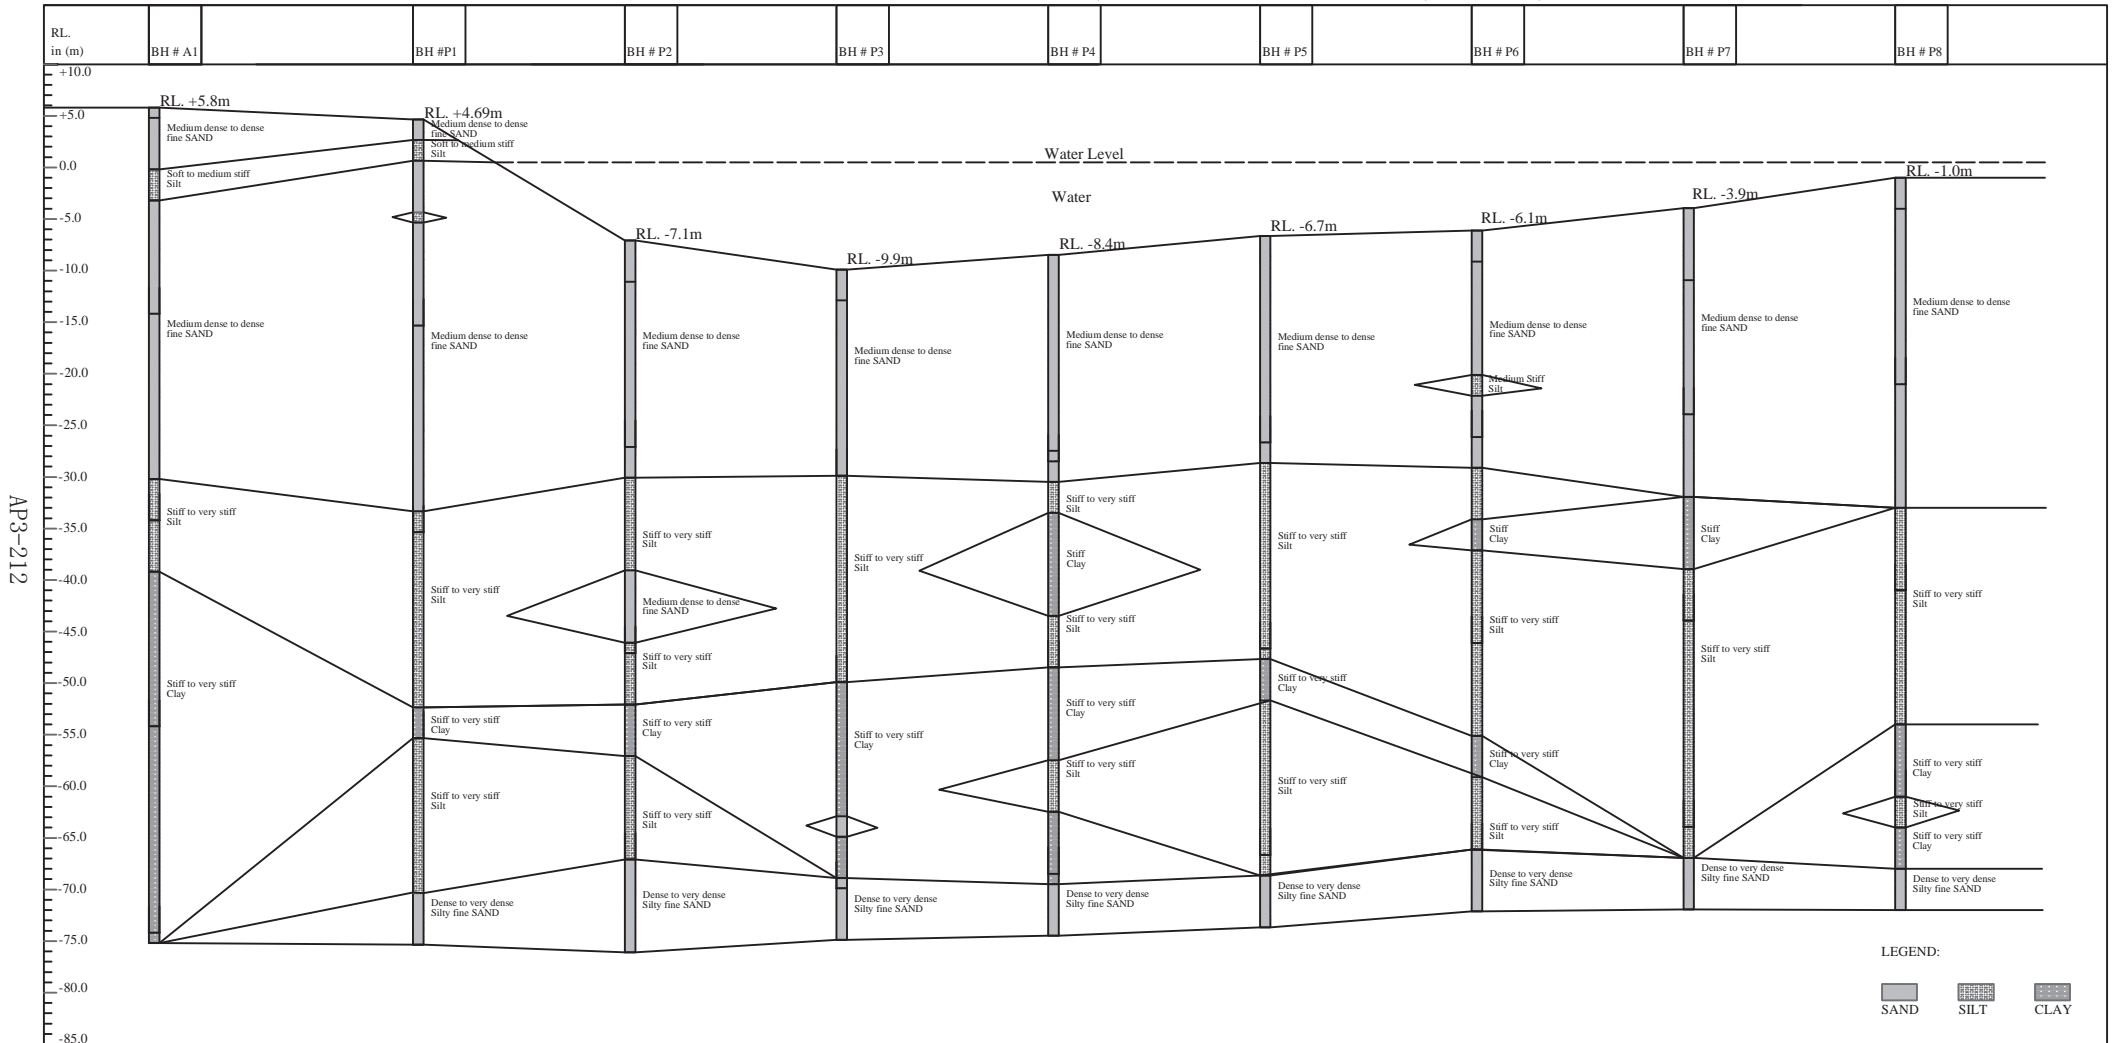 RL.
in (m)
BH # A1
BH #P1
BH # P2
BH # P3
BH # P4
BH # P5
BH # P6
BH # P7
BH # P8
+10.0
+5.0
0.0
-5.0
-10.0
-15.0
-20.0
-25.0
-30.0
-35.0
-40.0
-45.0
-50.0
-55.0
-60.0
-65.0
-70.0
-75.0
-80.0
-85.0
AP3-212
RL. +5.8m
Medium dense to dense
fine SAND
Soft to medium stiff
Silt
Medium dense to dense
fine SAND
Stiff to very stiff
Silt
Stiff to very stiff
Clay
RL. +4.69m
Medium dense to dense
fine SAND
Soft to medium stiff
Silt
Medium dense to dense
fine SAND
Stiff to very stiff
Silt
Stiff to very stiff
Clay
Stiff to very stiff
Silt
Dense to very dense
Silty fine SAND
RL. -7.1m
Medium dense to dense
fine SAND
Stiff to very stiff
Silt
Medium dense to dense
fine SAND
Stiff to very stiff
Silt
Stiff to very stiff
Clay
Stiff to very stiff
Silt
Dense to very dense
Silty fine SAND
RL. -9.9m
Medium dense to dense
fine SAND
Stiff to very stiff
Silt
Stiff to very stiff
Clay
Dense to very dense
Silty fine SAND
Water Level
Water
RL. -8.4m
Medium dense to dense
fine SAND
Stiff to very stiff
Silt
Stiff
Clay
Stiff to very stiff
Silt
Stiff to very stiff
Clay
Stiff to very stiff
Silt
Dense to very dense
Silty fine SAND
RL. -6.7m
Medium dense to dense
fine SAND
Stiff to very stiff
Silt
Stiff to very stiff
Clay
Stiff to very stiff
Silt
Dense to very dense
Silty fine SAND
RL. -6.1m
Medium dense to dense
fine SAND
Medium Stiff
Silt
Stiff
Clay
Stiff to very stiff
Silt
Stiff to very stiff
Clay
Stiff to very stiff
Silt
Dense to very dense
Silty fine SAND
RL. -3.9m
Medium dense to dense
fine SAND
Stiff
Clay
Stiff to very stiff
Silt
Dense to very dense
Silty fine SAND
RL. -1.0m
Medium dense to dense
fine SAND
Stiff to very stiff
Silt
Stiff to very stiff
Clay
Stiff to very stiff
Silt
Stiff to very stiff
Clay
Dense to very dense
Silty fine SAND
LEGEND:
SAND
SILT
CLAY